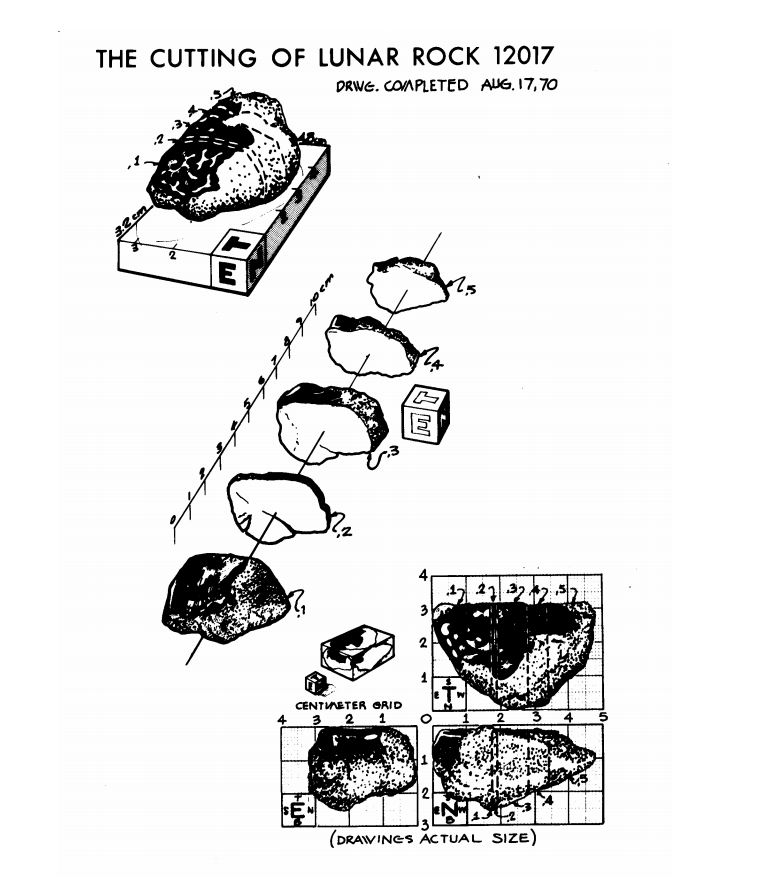 THE CUTTING OF LUNAR ROCK 12017
DRWG. COMPLETED AUG. 17, 70
.5
.4
.3
.2
.1
3.2 cm
3
2
T
E
N
.5
10 cm
9
8
7
6
5
4
3
2
1
0
.4
T
E
.3
.2
.1
4
3
2
1
.1 .2 .3 .4 .5
S
E T W
N
E
CENTIMETER GRID
4 3 2 1 0 1 2 3 4 5
1
2
3
T
S E N
B
T
E N W
B
.1 .2 .3 .4 .5
(DRAWINGS ACTUAL SIZE)